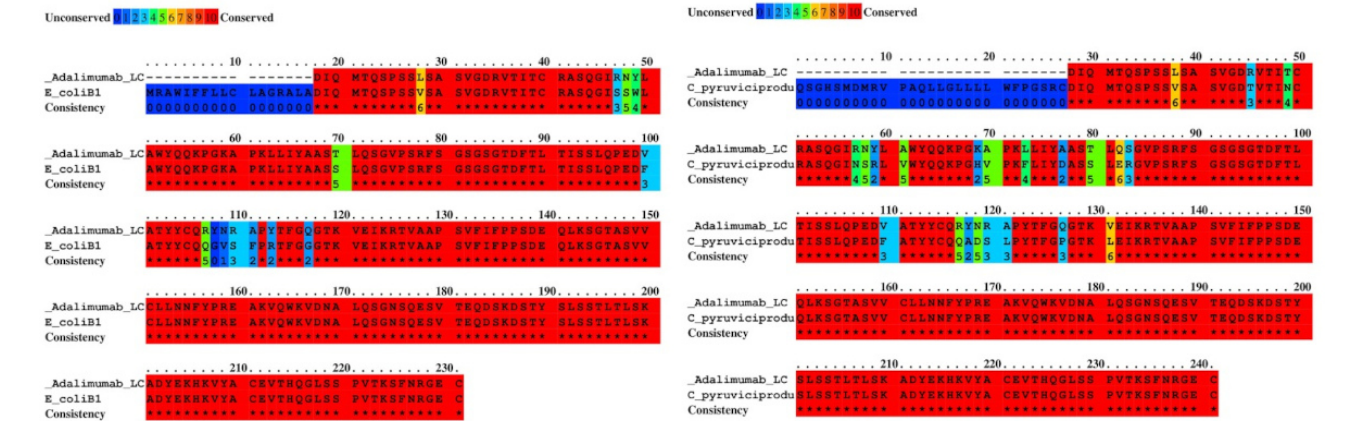 Unconserved 0 1 2 3 4 5 6 7 8 9 10 Conserved
. . . . . . . . . 10 . . . . . . . . . 20 . . . . . . . . . 30 . . . . . . . . . 40 . . . . . . . . . 50
_Adalimumab_LC ---------- -------DIQ MTQSPSSLSA SVGDRVTITC RASQGIRNYL
E_coliB1 MRAWIFFLLC LAGRALADIQ MTQSPSSVSA SVGDRVTITC RASQGISSWL
Consistency 0000000000 0000000*** *******6** ********** ******354*
. . . . . . . . . 60 . . . . . . . . . 70 . . . . . . . . . 80 . . . . . . . . . 90 . . . . . . . . . 100
_Adalimumab_LC AWYQQKPGKA PKLLIYAAST LQSGVPSRFS GSGSGTDFTL TISSLQPEDV
E_coliB1 AWYQQKPGKA PKLLIYAASS LQSGVPSRFS GSGSGTDFTL TISSLQPEDF
Consistency ********** *********5 ********** ********** *********3
. . . . . . . . . 110 . . . . . . . . . 120 . . . . . . . . . 130 . . . . . . . . . 140 . . . . . . . . . 150
_Adalimumab_LC ATYYCQRYNR APYTFGQGTK VEIKRTVAAP SVFIFPPSDE QLKSGTASVV
E_coliB1 ATYYCQQGVS FPRTFGGGTK VEIKRTVAAP SVFIFPPSDE QLKSGTASVV
Consistency ******5013 2*2***2*** ********** ********** **********
. . . . . . . . . 160 . . . . . . . . . 170 . . . . . . . . . 180 . . . . . . . . . 190 . . . . . . . . . 200
_Adalimumab_LC CLLNNFYPRE AKVQWKVDNA LQSGNSQESV TEQDSKDSTY SLSSTLTLSK
E_coliB1 CLLNNFYPRE AKVQWKVDNA LQSGNSQESV TEQDSKDSTY SLSSTLTLSK
Consistency ********** ********** ********** ********** **********
. . . . . . . . . 210 . . . . . . . . . 220 . . . . . . . . . 230 .
_Adalimumab_LC ADYEKHKVYA CEVTHQGLSS PVTKSFNRGE C
E_coliB1 ADYEKHKVYA CEVTHQGLSS PVTKSFNRGE C
Consistency ********** ********** ********** *
Unconserved 0 1 2 3 4 5 6 7 8 9 10 Conserved
. . . . . . . . . 10 . . . . . . . . . 20 . . . . . . . . . 30 . . . . . . . . . 40 . . . . . . . . . 50
_Adalimumab_LC ---------- ---------- -------DIQ MTQSPSSLSA SVGDRVTITC
C_pyruviciprodu QSGHSMDMRV PAQLLGLLLL WFPGSRCDIQ MTQSPSSVSA SVGDTVTINC
Consistency 0000000000 0000000000 0000000*** *******6** ****3***4*
. . . . . . . . . 60 . . . . . . . . . 70 . . . . . . . . . 80 . . . . . . . . . 90 . . . . . . . . . 100
_Adalimumab_LC RASQGIRNYL AWYQQKPGKA PKLLIYAAST LQSGVPSRFS GSGSGTDFTL
C_pyruviciprodu RASQGINSRL VWYQQKPGHV PKFLIYDASS LERGVPSRFS GSGSGTDFTL
Consistency ******452* 5*******25 **4***2**5 *63******* **********
. . . . . . . . . 110 . . . . . . . . . 120 . . . . . . . . . 130 . . . . . . . . . 140 . . . . . . . . . 150
_Adalimumab_LC TISSLQPEDV ATYYCQRYNR APYTFGQGTK VEIKRTVAAP SVFIFPPSDE
C_pyruviciprodu TISSLQPEDF ATYYCQQADS LPYTFGPGTK LEIKRTVAAP SVFIFPPSDE
Consistency *********3 ******5253 3*****3*** 6********* **********
. . . . . . . . . 160 . . . . . . . . . 170 . . . . . . . . . 180 . . . . . . . . . 190 . . . . . . . . . 200
_Adalimumab_LC QLKSGTASVV CLLNNFYPRE AKVQWKVDNA LQSGNSQESV TEQDSKDSTY
C_pyruviciprodu QLKSGTASVV CLLNNFYPRE AKVQWKVDNA LQSGNSQESV TEQDSKDSTY
Consistency ********** ********** ********** ********** **********
. . . . . . . . . 210 . . . . . . . . . 220 . . . . . . . . . 230 . . . . . . . . . 240 .
_Adalimumab_LC SLSSTLTLSK ADYEKHKVYA CEVTHQGLSS PVTKSFNRGE C
C_pyruviciprodu SLSSTLTLSK ADYEKHKVYA CEVTHQGLSS PVTKSFNRGE C
Consistency ********** ********** ********** ********** *